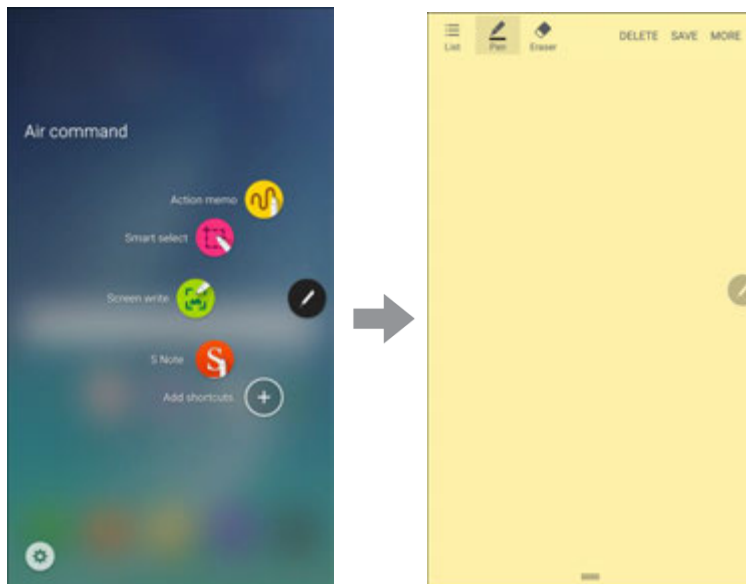 Air command
Action memo
Smart select
Screen write
S Note
Add shortcuts
List
Pen
Eraser
DELETE SAVE MORE